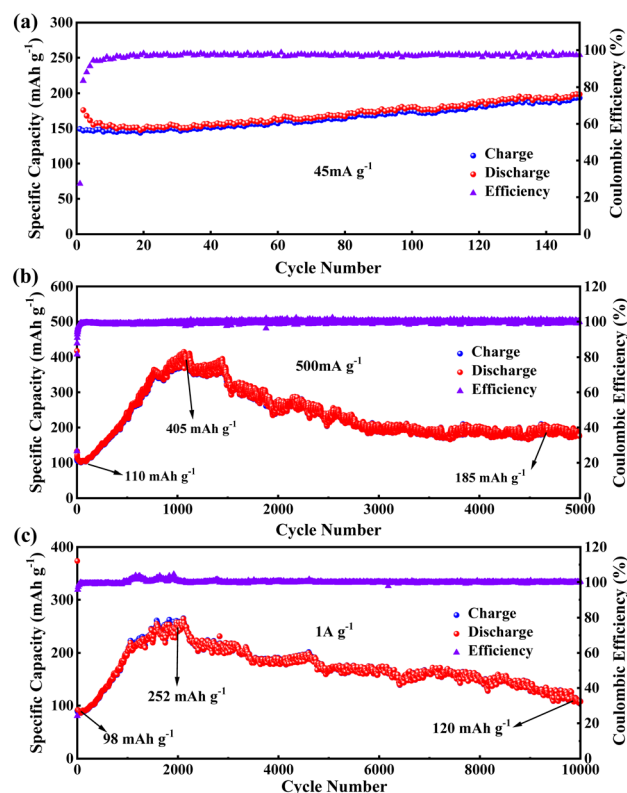 (a)
300
250
200
150
100
50
0
Specific Capacity (mAh g⁻¹)
100
80
60
40
20
0
Coulombic Efficiency (%)
45mA g⁻¹
Charge
Discharge
Efficiency
0 20 40 60 80 100 120 140
Cycle Number
(b)
600
500
400
300
200
100
0
Specific Capacity (mAh g⁻¹)
120
100
80
60
40
20
0
Coulombic Efficiency (%)
500mA g⁻¹
Charge
Discharge
Efficiency
405 mAh g⁻¹
110 mAh g⁻¹
185 mAh g⁻¹
0 1000 2000 3000 4000 5000
Cycle Number
(c)
400
300
200
100
0
Specific Capacity (mAh g⁻¹)
120
100
80
60
40
20
0
Coulombic Efficiency (%)
1A g⁻¹
Charge
Discharge
Efficiency
252 mAh g⁻¹
98 mAh g⁻¹
120 mAh g⁻¹
0 2000 4000 6000 8000 10000
Cycle Number